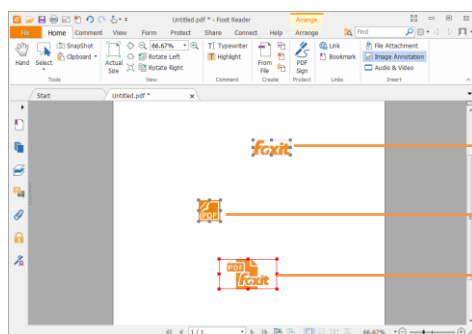 Untitled.pdf * - Foxit Reader
Arrange
File Home Comment View Form Protect Share Connect Help Arrange Find
Hand
Select
SnapShot
Clipboard
Actual Size
66.67%
Rotate Left
Rotate Right
Typewriter
Highlight
From File
PDF Sign
Link
Bookmark
File Attachment
Image Annotation
Audio & Video
Tools View Comment Create Protect Links Insert
Start Untitled.pdf * x
foxit
PDF
PDF
foxit
1 / 1 66.67%